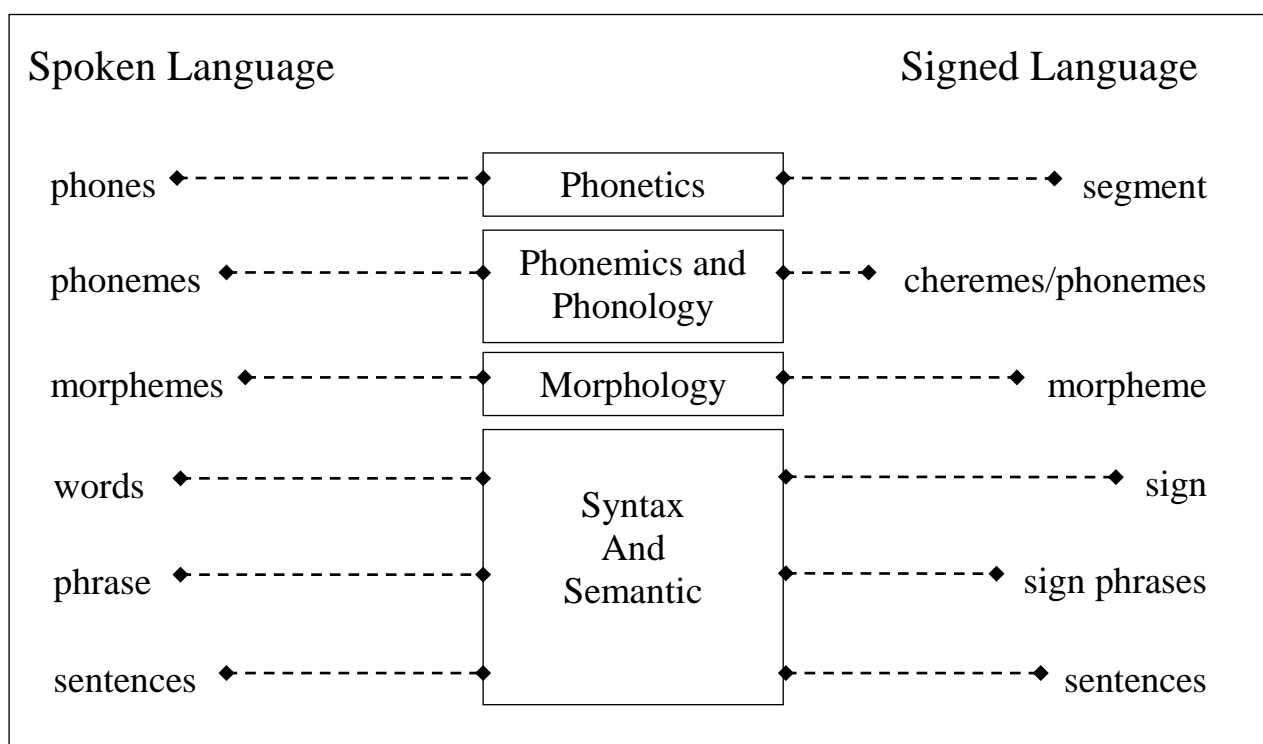 Spoken Language
Signed Language
phones
Phonetics
segment
phonemes
Phonemics and
Phonology
cheremes/phonemes
morphemes
Morphology
morpheme
words
Syntax
And
Semantic
sign
phrase
sign phrases
sentences
sentences